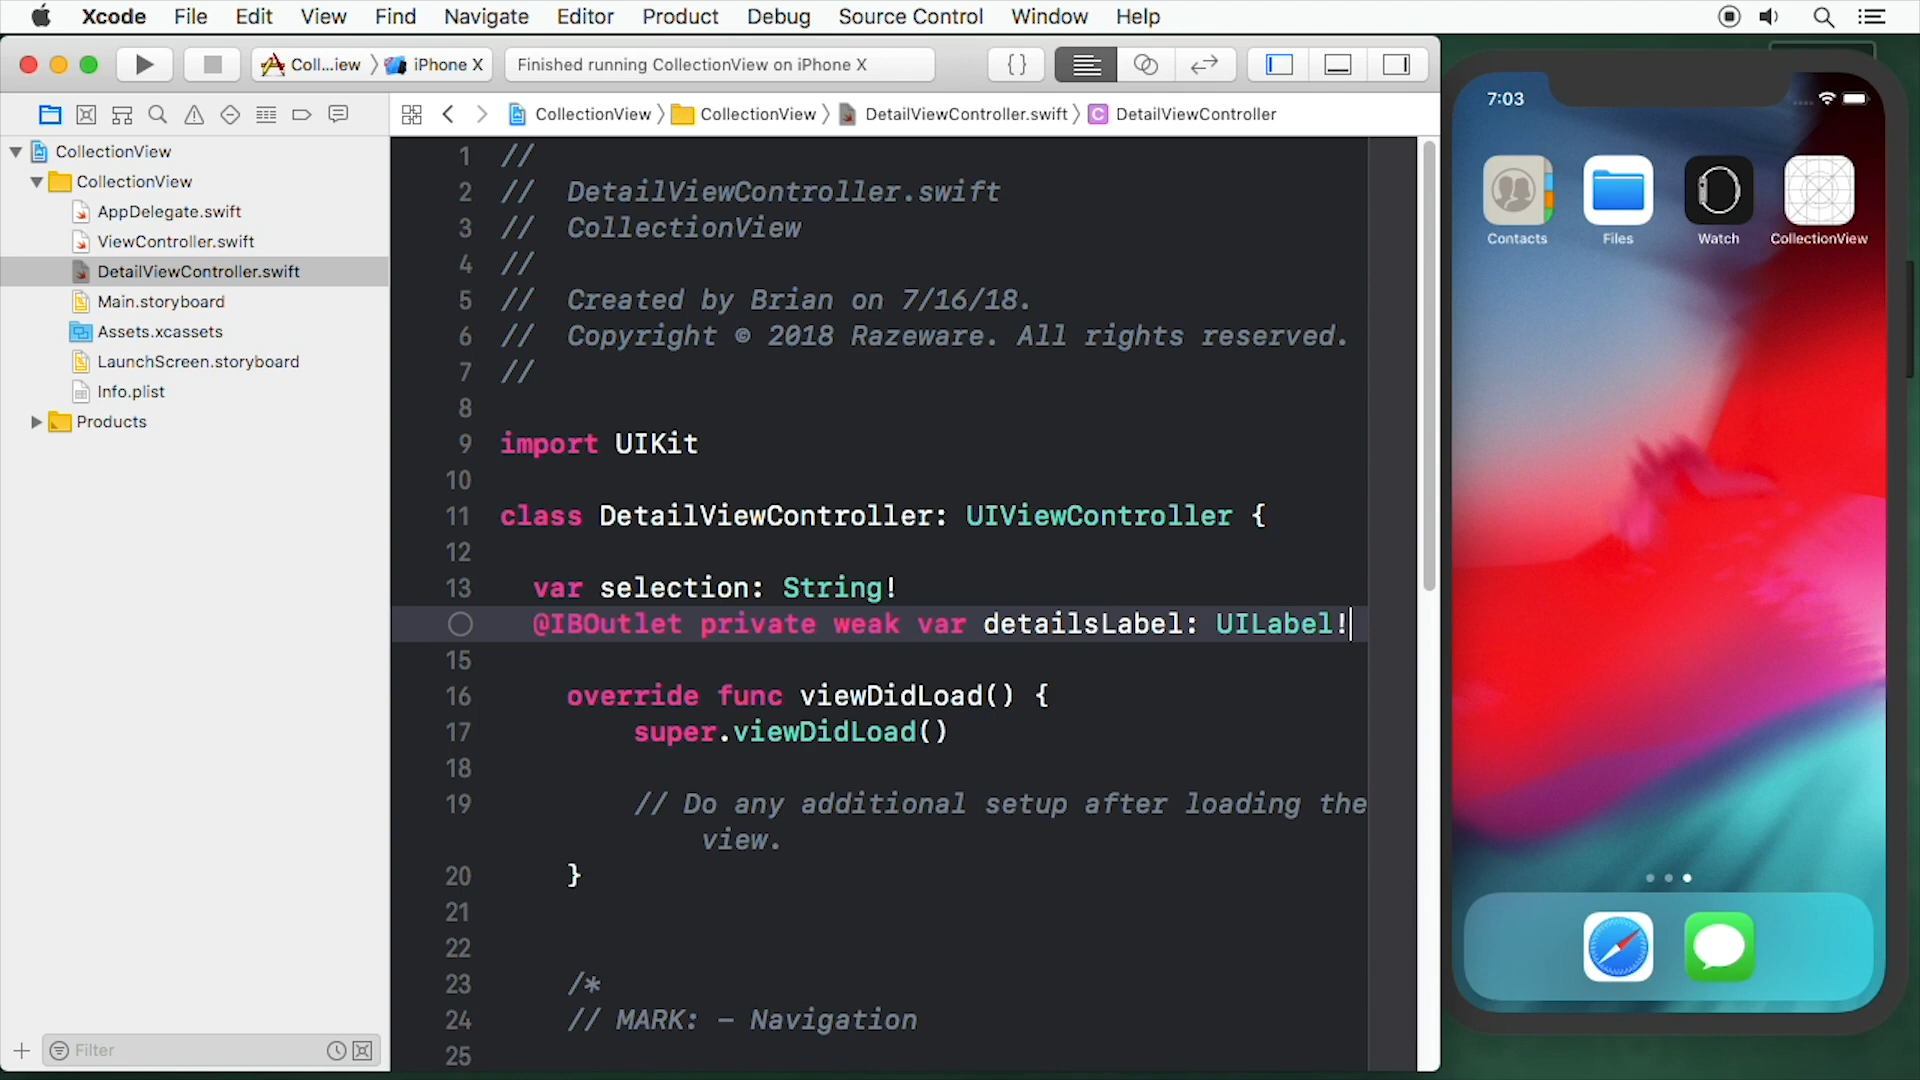 Xcode File Edit View Find Navigate Editor Product Debug Source Control Window Help
Coll...iew 〉 iPhone X Finished running CollectionView on iPhone X {}
CollectionView 〉 CollectionView 〉 DetailViewController.swift 〉 C DetailViewController
CollectionView
CollectionView
AppDelegate.swift
ViewController.swift
DetailViewController.swift
Main.storyboard
Assets.xcassets
LaunchScreen.storyboard
Info.plist
Products
Filter
1 //
2 //  DetailViewController.swift
3 //  CollectionView
4 //
5 //  Created by Brian on 7/16/18.
6 //  Copyright © 2018 Razeware. All rights reserved.
7 //
8
9 import UIKit
10
11 class DetailViewController: UIViewController {
12
13   var selection: String!
@IBOutlet private weak var detailsLabel: UILabel!
15
16     override func viewDidLoad() {
17         super.viewDidLoad()
18
19         // Do any additional setup after loading the
view.
20     }
21
22
23     /*
24     // MARK: - Navigation
25
7:03
Contacts Files Watch CollectionView